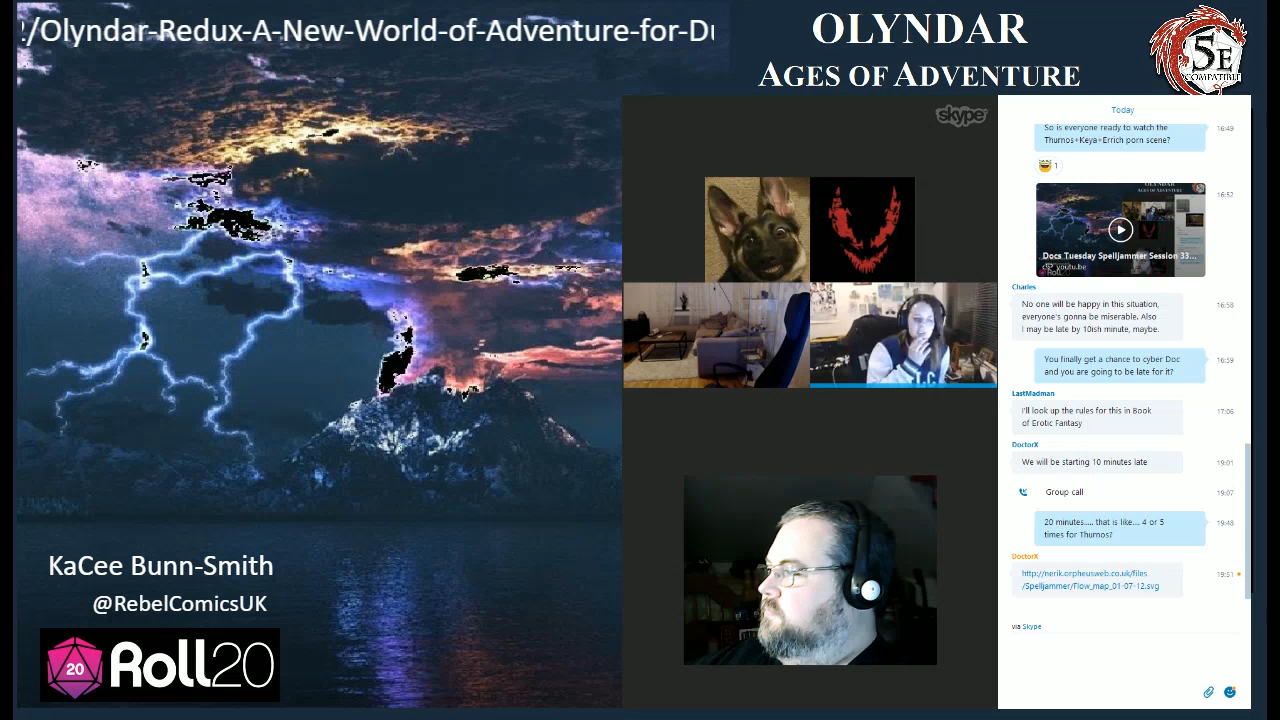 :/Olyndar-Redux-A-New-World-of-Adventure-for-Du
OLYNDAR
AGES OF ADVENTURE
5E
COMPATIBLE
skype
KaCee Bunn-Smith
@RebelComicsUK
20
Roll20
Today
So is everyone ready to watch the
Thurnos+Keya+Errich porn scene?
16:49
1
OLYNDAR
AGES OF ADVENTURE
Docs Tuesday Spelljammer Session 33...
youtu.be
16:52
Charles
No one will be happy in this situation,
everyone's gonna be miserable. Also
I may be late by 10ish minute, maybe.
16:58
You finally get a chance to cyber Doc
and you are going to be late for it?
16:59
LastMadman
I'll look up the rules for this in Book
of Erotic Fantasy
17:06
DoctorX
We will be starting 10 minutes late
19:01
Group call
19:07
20 minutes..... that is like.... 4 or 5
times for Thurnos?
19:48
DoctorX
http://nerik.orpheusweb.co.uk/files
/Spelljammer/Flow_map_01-07-12.svg
19:51
via Skype